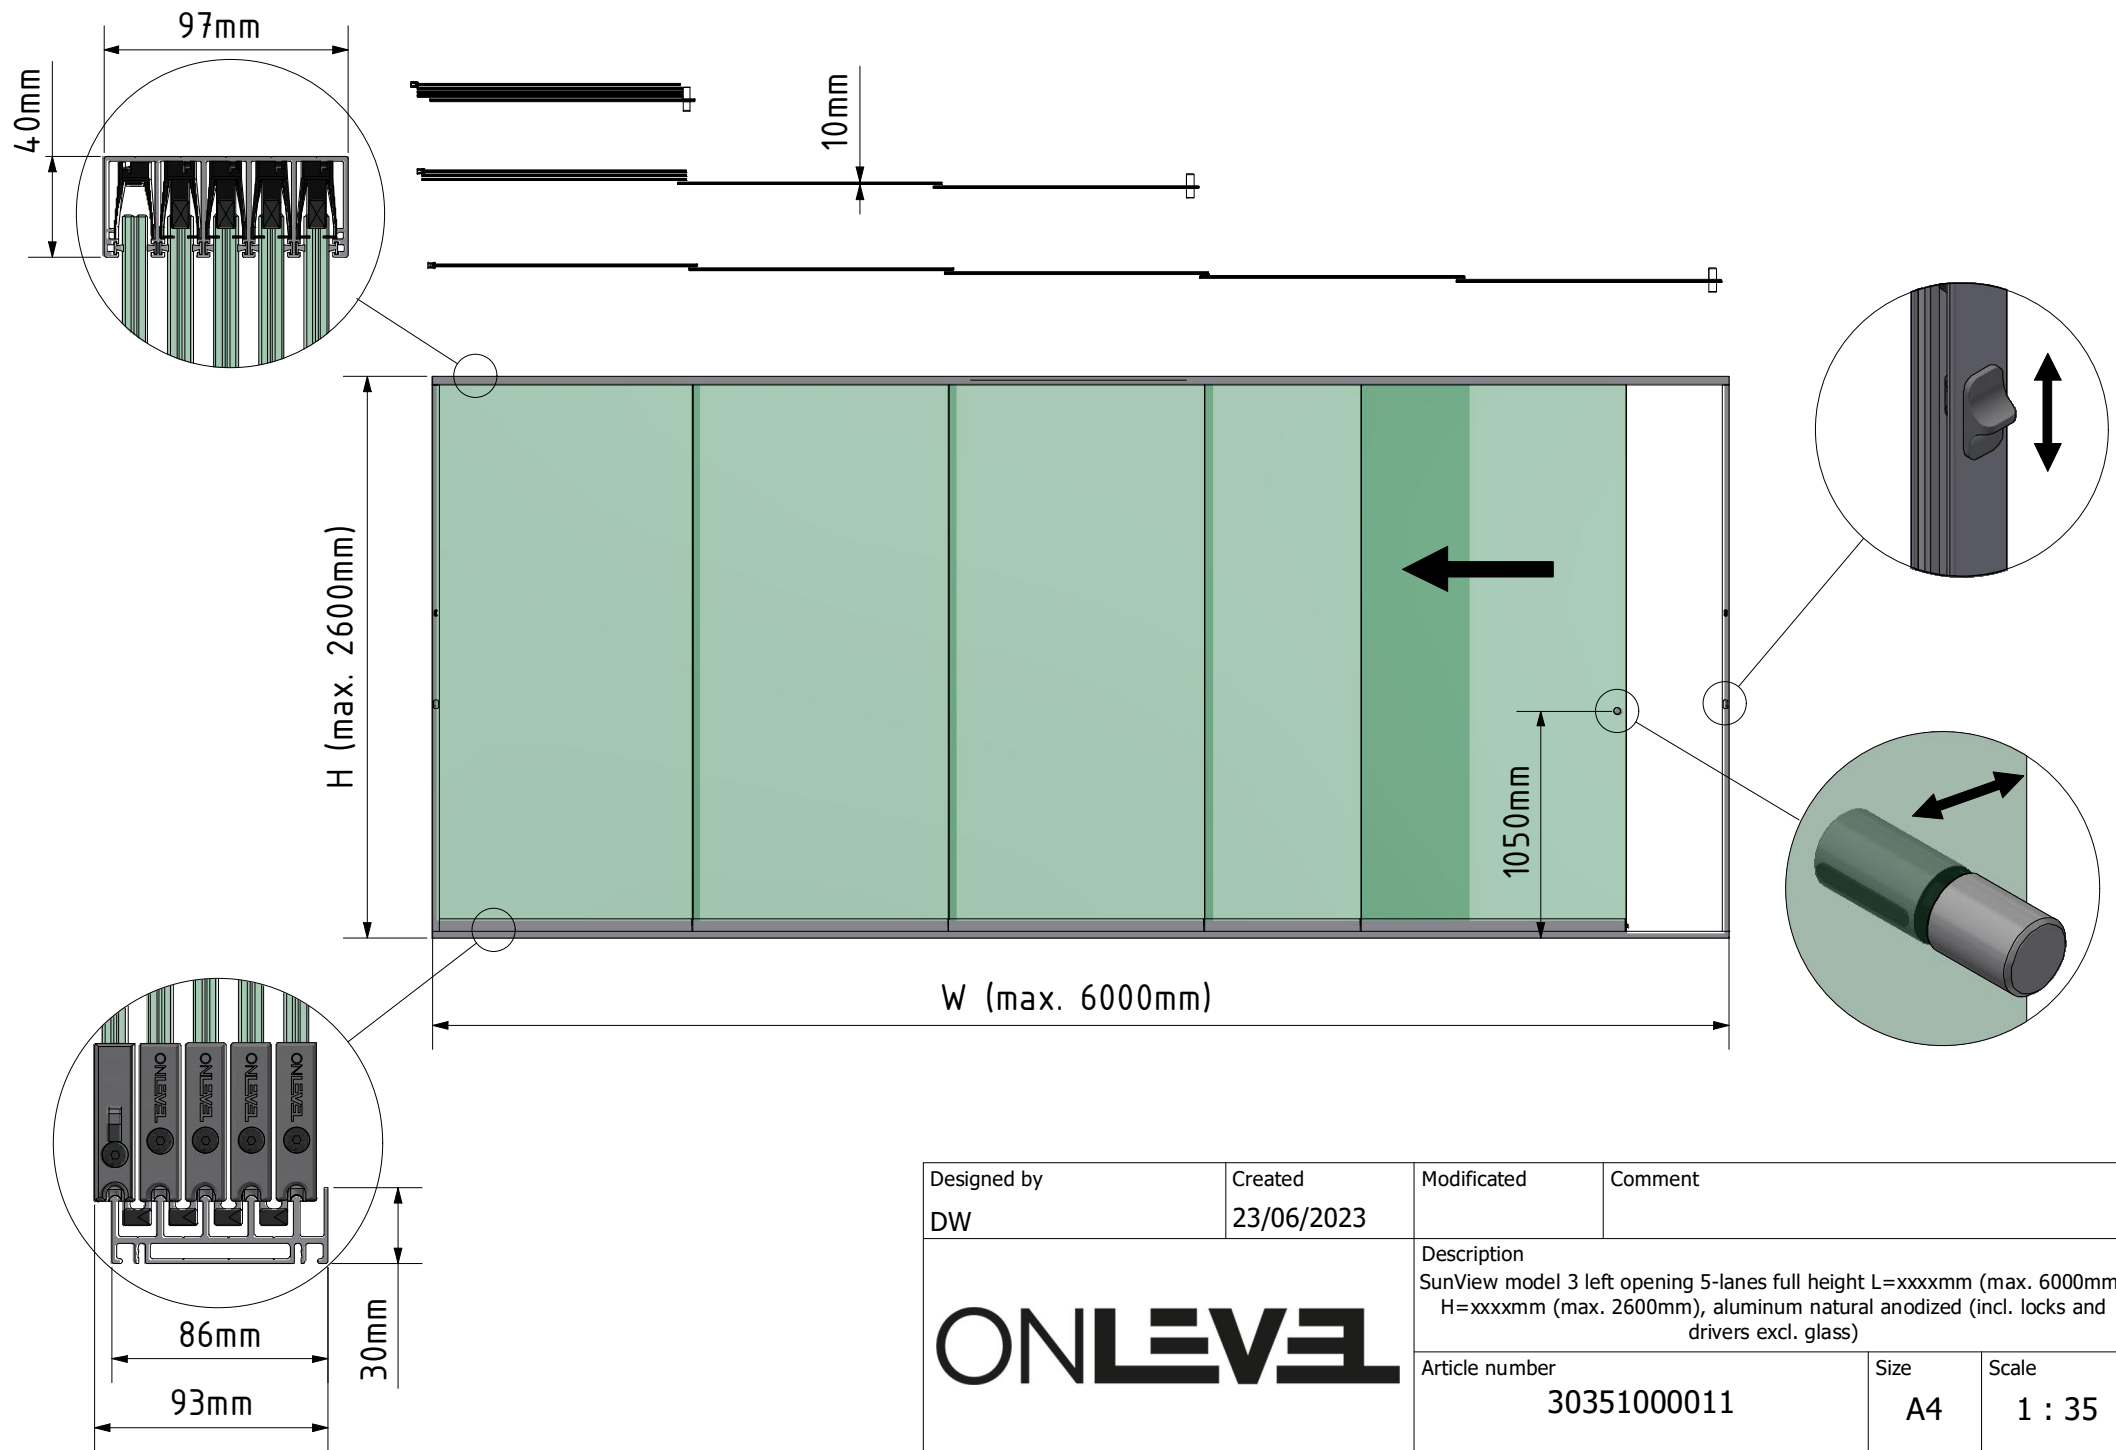 97mm
40mm
10mm
H (max. 2600mm)
1050mm
W (max. 6000mm)
ONLEVEL
ONLEVEL
ONLEVEL
ONLEVEL
86mm
93mm
30mm
Designed by
DW
Created
23/06/2023
Modificated
Comment
ONLEVEL
Description
SunView model 3 left opening 5-lanes full height L=xxxxmm (max. 6000mm
H=xxxxmm (max. 2600mm), aluminum natural anodized (incl. locks and
drivers excl. glass)
Article number
30351000011
Size
A4
Scale
1 : 35